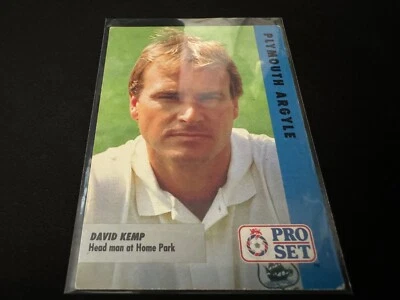 PLYMOUTH ARGYLE
DAVID KEMP
Head man at Home Park
PRO
SET